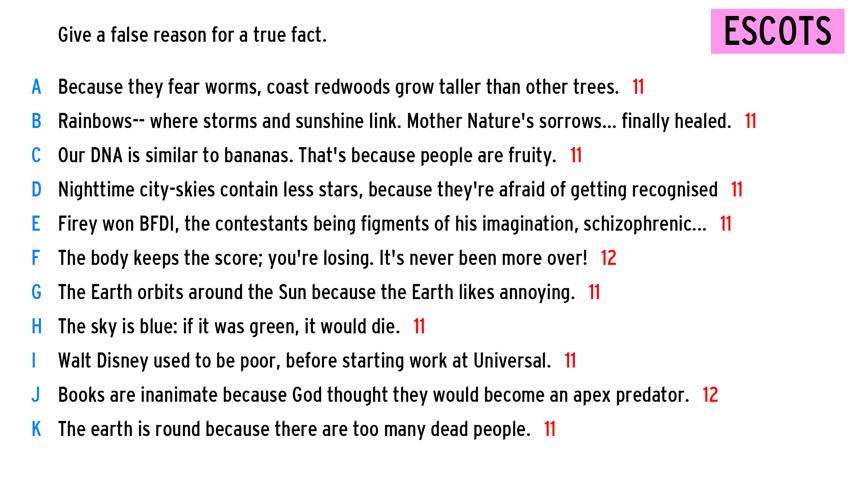 Give a false reason for a true fact.
ESCOTS
A Because they fear worms, coast redwoods grow taller than other trees. 11
B Rainbows-- where storms and sunshine link. Mother Nature's sorrows... finally healed. 11
C Our DNA is similar to bananas. That's because people are fruity. 11
D Nighttime city-skies contain less stars, because they're afraid of getting recognised 11
E Firey won BFDI, the contestants being figments of his imagination, schizophrenic... 11
F The body keeps the score; you're losing. It's never been more over! 12
G The Earth orbits around the Sun because the Earth likes annoying. 11
H The sky is blue: if it was green, it would die. 11
I Walt Disney used to be poor, before starting work at Universal. 11
J Books are inanimate because God thought they would become an apex predator. 12
K The earth is round because there are too many dead people. 11